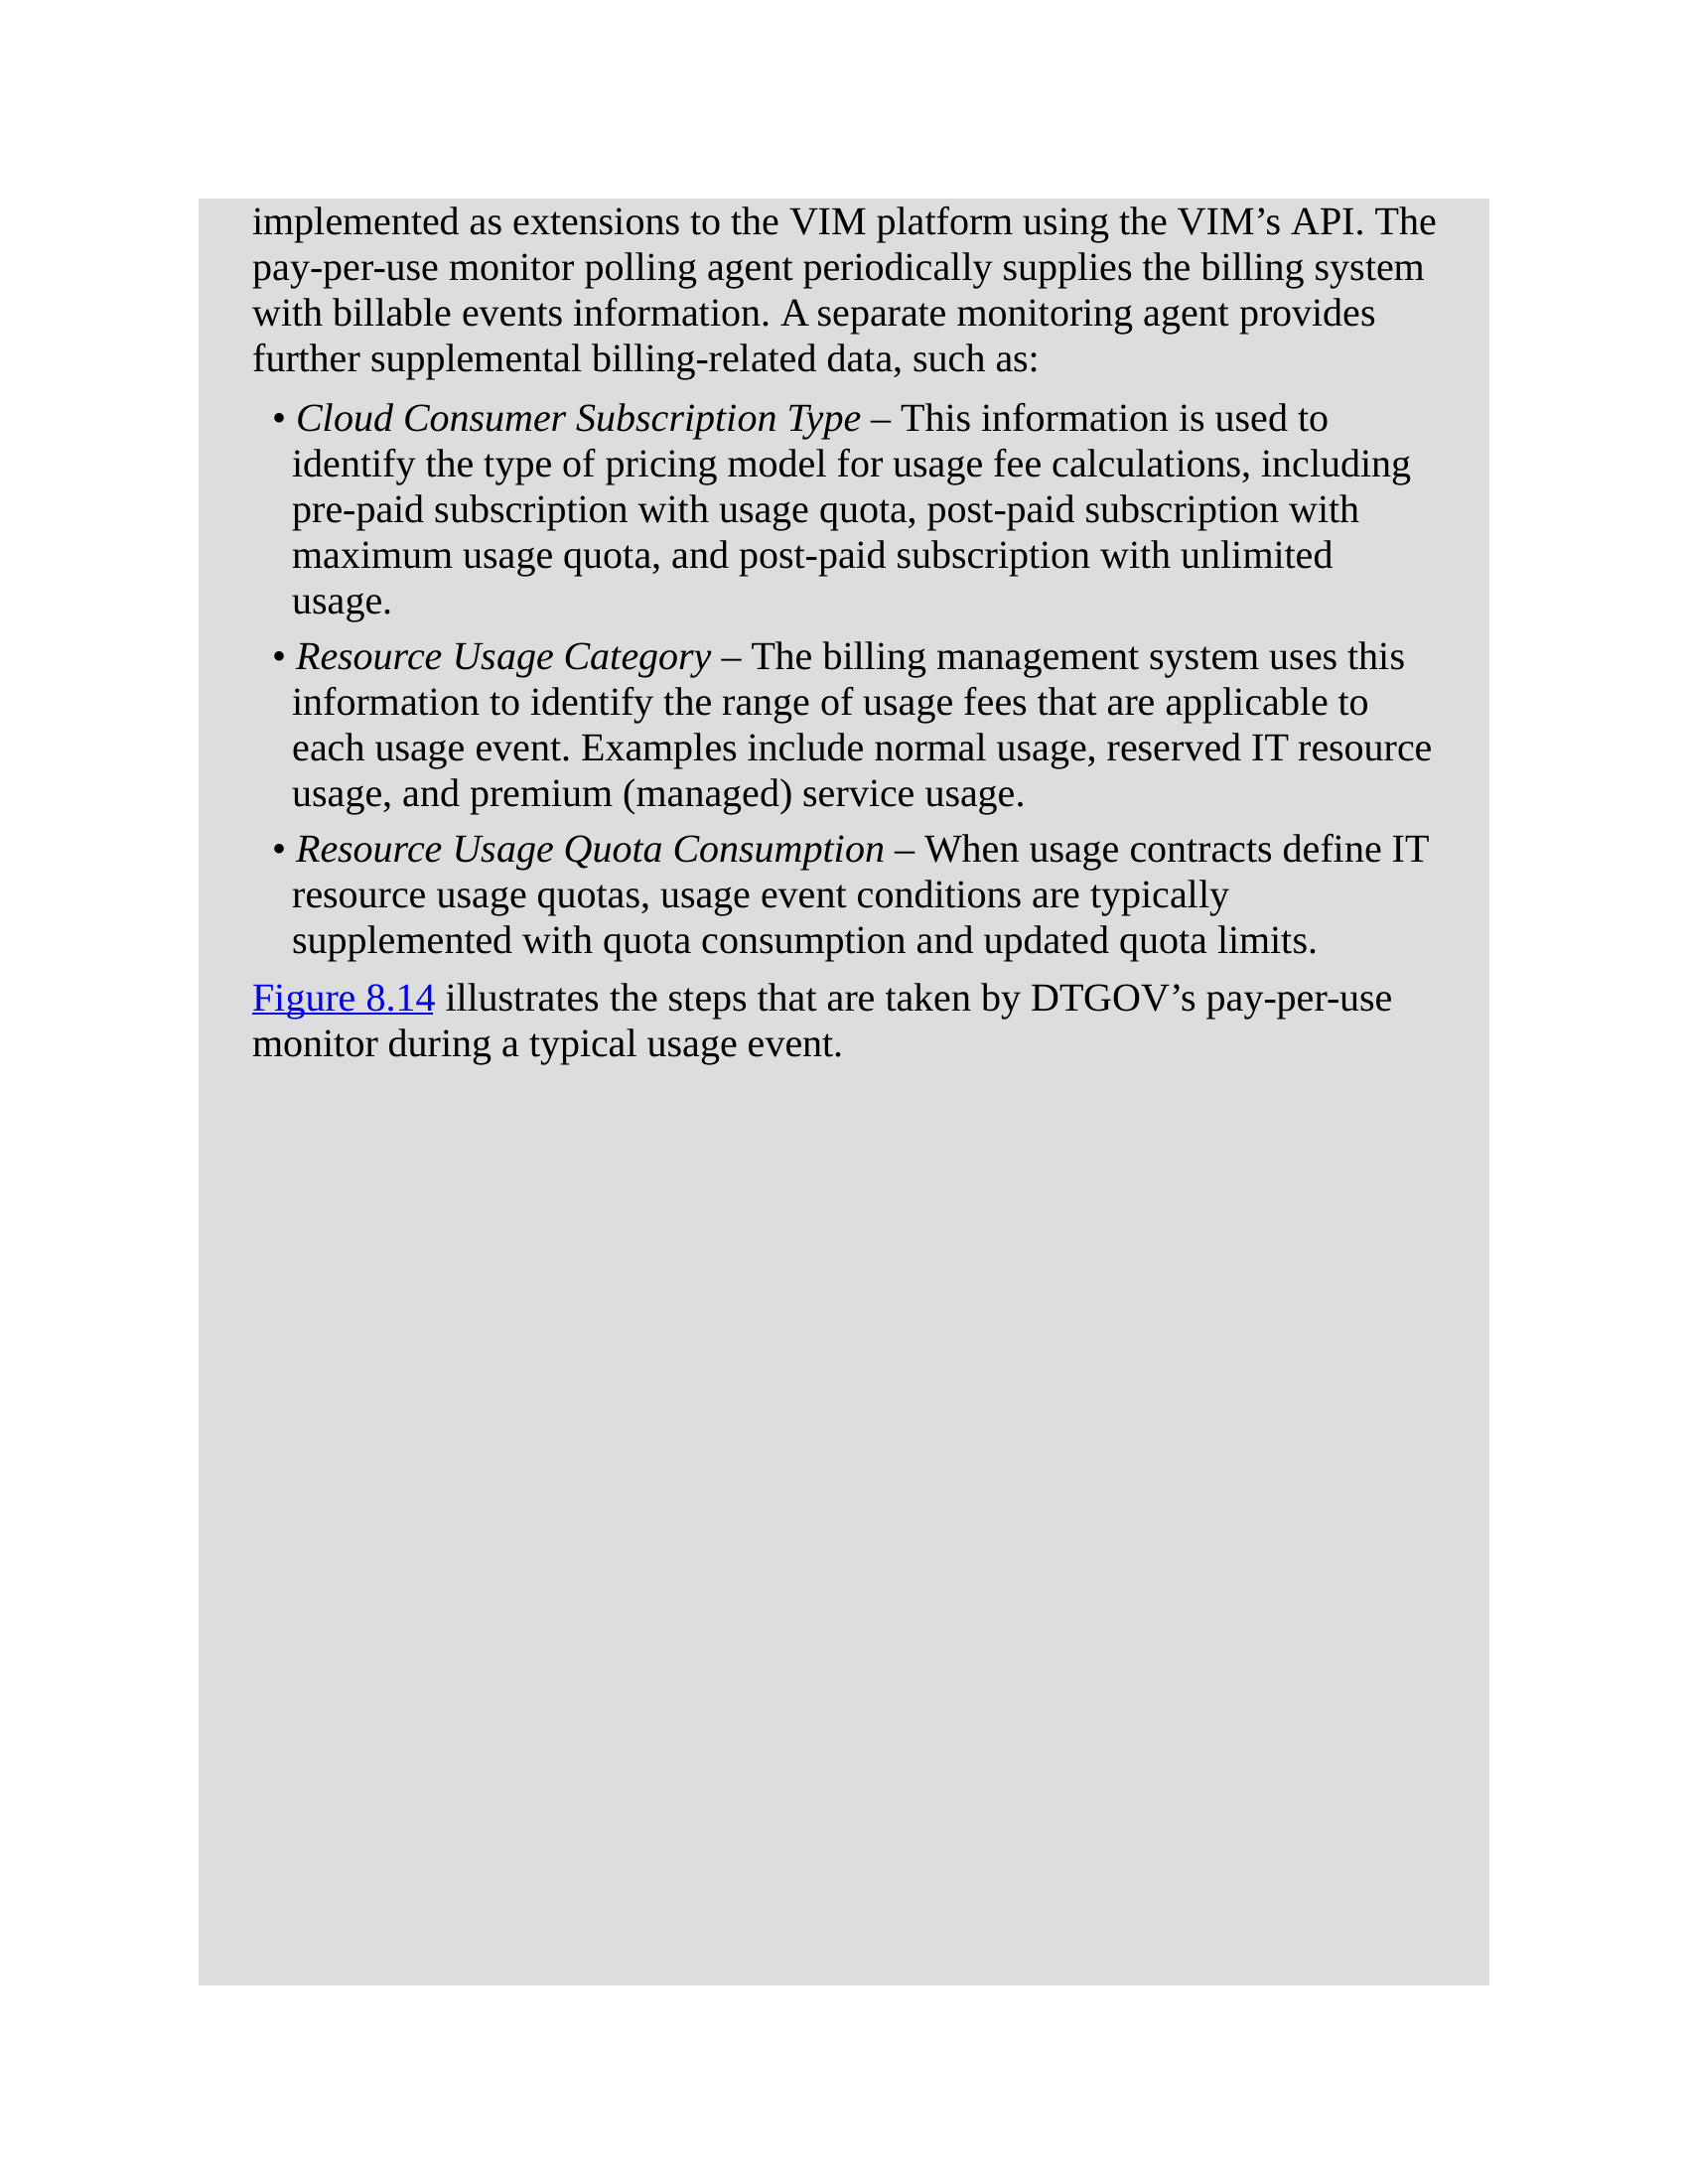 implemented as extensions to the VIM platform using the VIM’s API. The
pay-per-use monitor polling agent periodically supplies the billing system
with billable events information. A separate monitoring agent provides
further supplemental billing-related data, such as:
• Cloud Consumer Subscription Type – This information is used to
identify the type of pricing model for usage fee calculations, including
pre-paid subscription with usage quota, post-paid subscription with
maximum usage quota, and post-paid subscription with unlimited
usage.
• Resource Usage Category – The billing management system uses this
information to identify the range of usage fees that are applicable to
each usage event. Examples include normal usage, reserved IT resource
usage, and premium (managed) service usage.
• Resource Usage Quota Consumption – When usage contracts define IT
resource usage quotas, usage event conditions are typically
supplemented with quota consumption and updated quota limits.
Figure 8.14 illustrates the steps that are taken by DTGOV’s pay-per-use
monitor during a typical usage event.